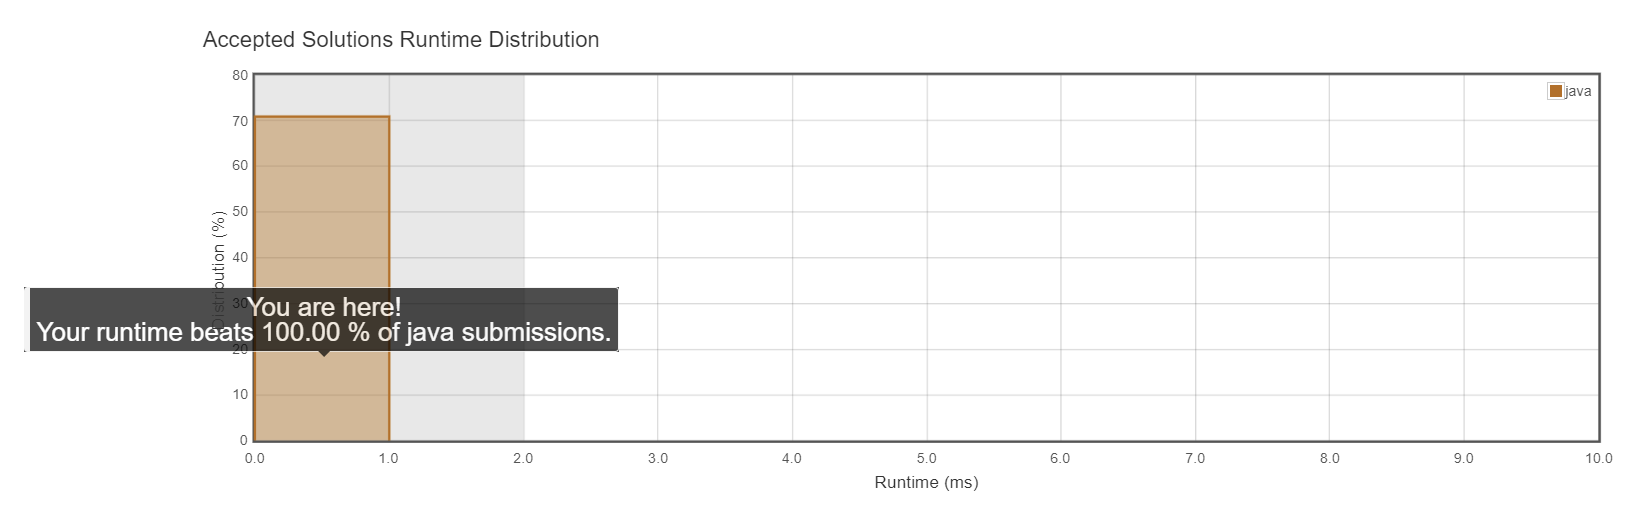 Accepted Solutions Runtime Distribution
80
java
70
60
50
Distribution (%)
40
30
You are here!
Your runtime beats 100.00 % of java submissions.
20
10
0
0.0 1.0 2.0 3.0 4.0 5.0 6.0 7.0 8.0 9.0 10.0
Runtime (ms)